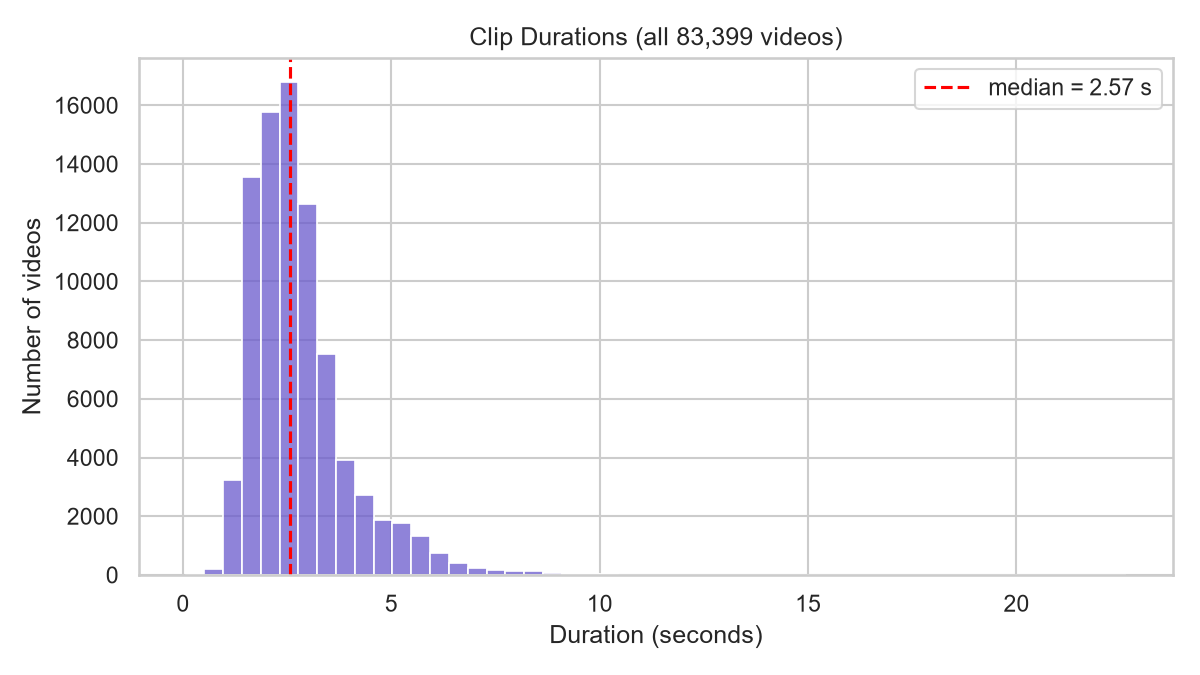 Clip Durations (all 83,399 videos)
median = 2.57 s
Number of videos
16000
14000
12000
10000
8000
6000
4000
2000
0
0 5 10 15 20
Duration (seconds)